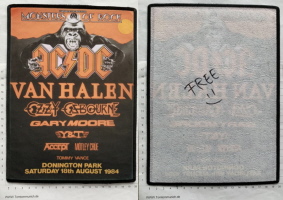 MONSTERS OF ROCK
AC/DC
VAN HALEN
OZZY OSBOURNE
GARY MOORE
Y&T
Accept MÖTLEY CRÜE
TOMMY VANCE
DONINGTON PARK
SATURDAY 18th AUGUST 1984
FREE